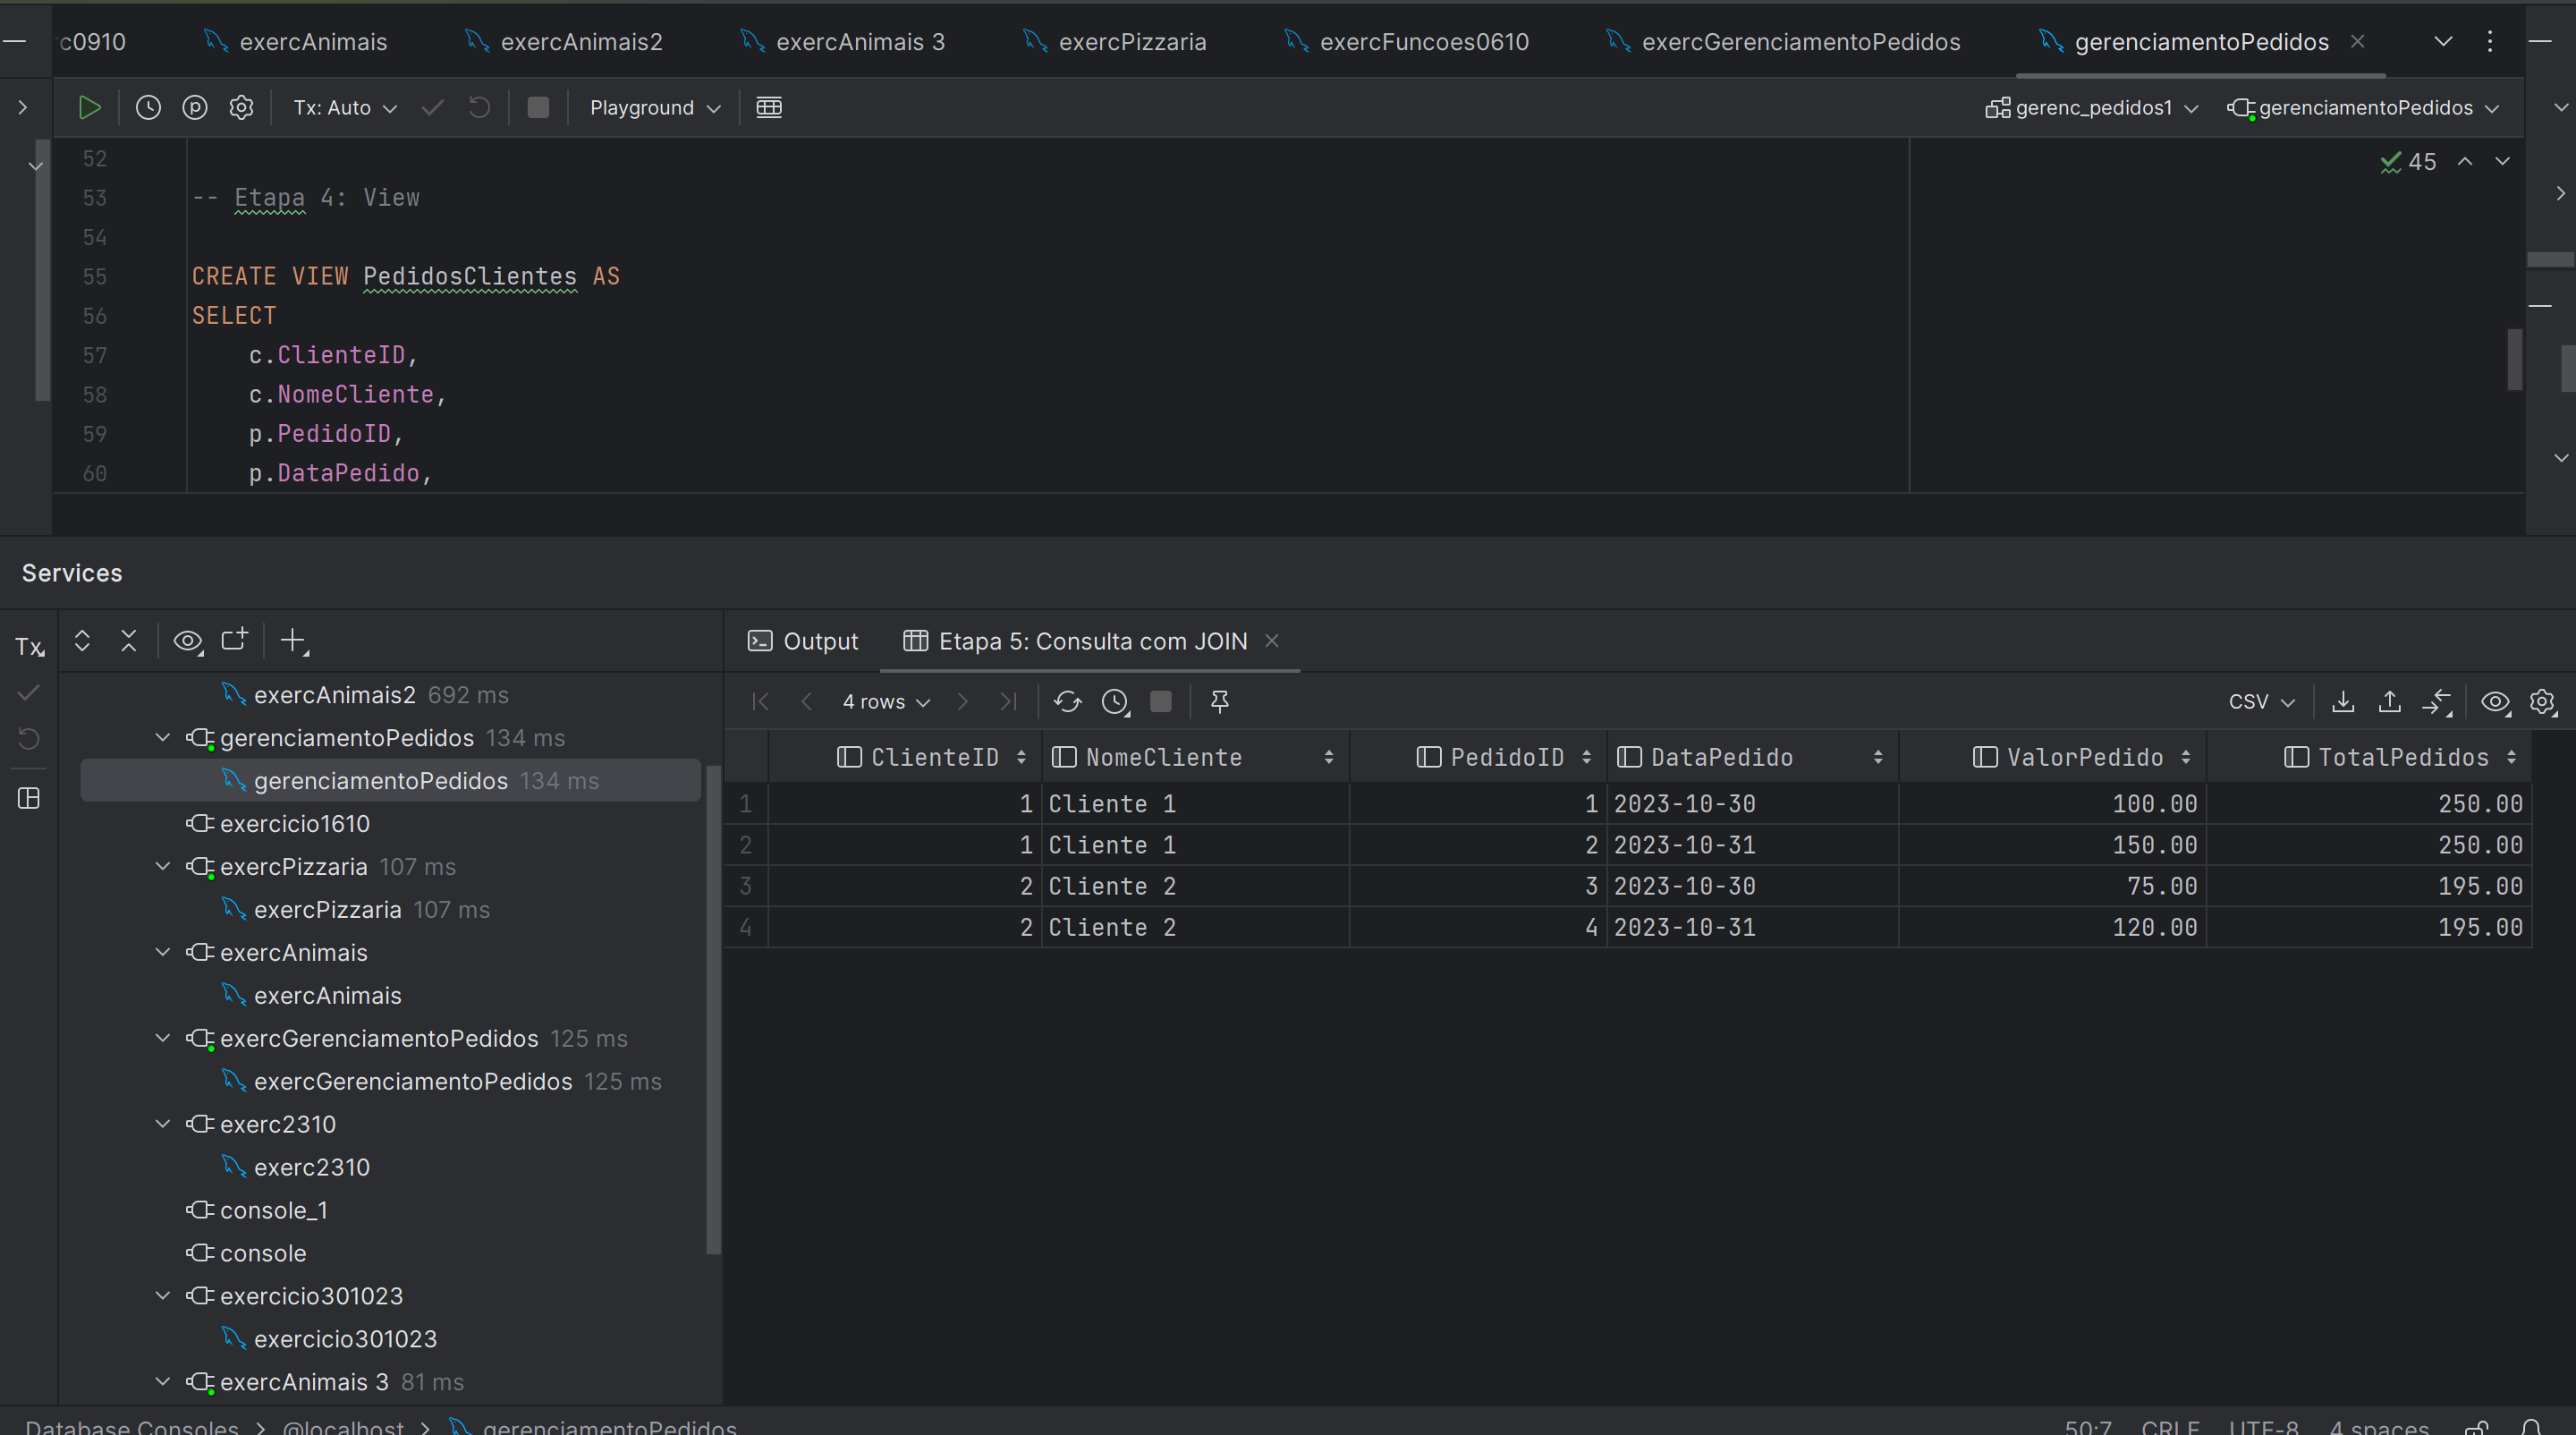 c0910 exercAnimais exercAnimais2 exercAnimais 3 exercPizzaria exercFuncoes0610 exercGerenciamentoPedidos gerenciamentoPedidos
Tx: Auto Playground gerenc_pedidos1 gerenciamentoPedidos
52 45
53 -- Etapa 4: View
54
55 CREATE VIEW PedidosClientes AS
56 SELECT
57 c.ClienteID,
58 c.NomeCliente,
59 p.PedidoID,
60 p.DataPedido,
Services
Tx
exercAnimais2 692 ms
gerenciamentoPedidos 134 ms
gerenciamentoPedidos 134 ms
exercicio1610
exercPizzaria 107 ms
exercPizzaria 107 ms
exercAnimais
exercAnimais
exercGerenciamentoPedidos 125 ms
exercGerenciamentoPedidos 125 ms
exerc2310
exerc2310
console_1
console
exercicio301023
exercicio301023
exercAnimais 3 81 ms
Output Etapa 5: Consulta com JOIN
4 rows CSV
ClienteID NomeCliente PedidoID DataPedido ValorPedido TotalPedidos
1 1 Cliente 1 1 2023-10-30 100.00 250.00
2 1 Cliente 1 2 2023-10-31 150.00 250.00
3 2 Cliente 2 3 2023-10-30 75.00 195.00
4 2 Cliente 2 4 2023-10-31 120.00 195.00
Database Consoles > @localhost > gerenciamentoPedidos 50:7 CRLF UTF-8 4 spaces